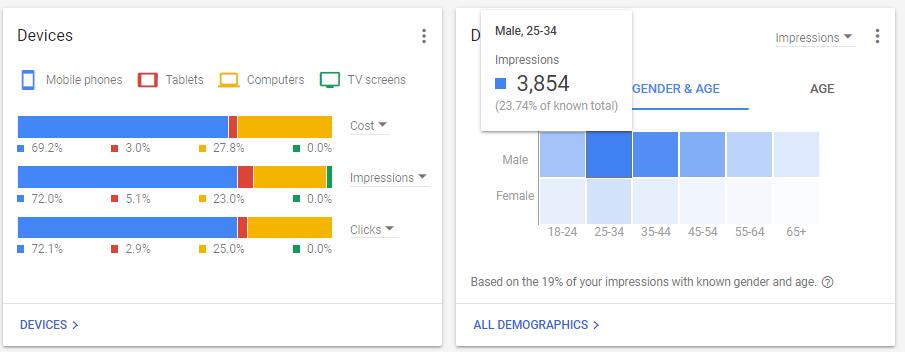 Devices
Mobile phones Tablets Computers TV screens
Cost
69.2% 3.0% 27.8% 0.0%
Impressions
72.0% 5.1% 23.0% 0.0%
Clicks
72.1% 2.9% 25.0% 0.0%
DEVICES
D
Male, 25-34
Impressions
3,854
(23.74% of known total)
Impressions
GENDER & AGE AGE
Male
Female
18-24 25-34 35-44 45-54 55-64 65+
Based on the 19% of your impressions with known gender and age.
ALL DEMOGRAPHICS